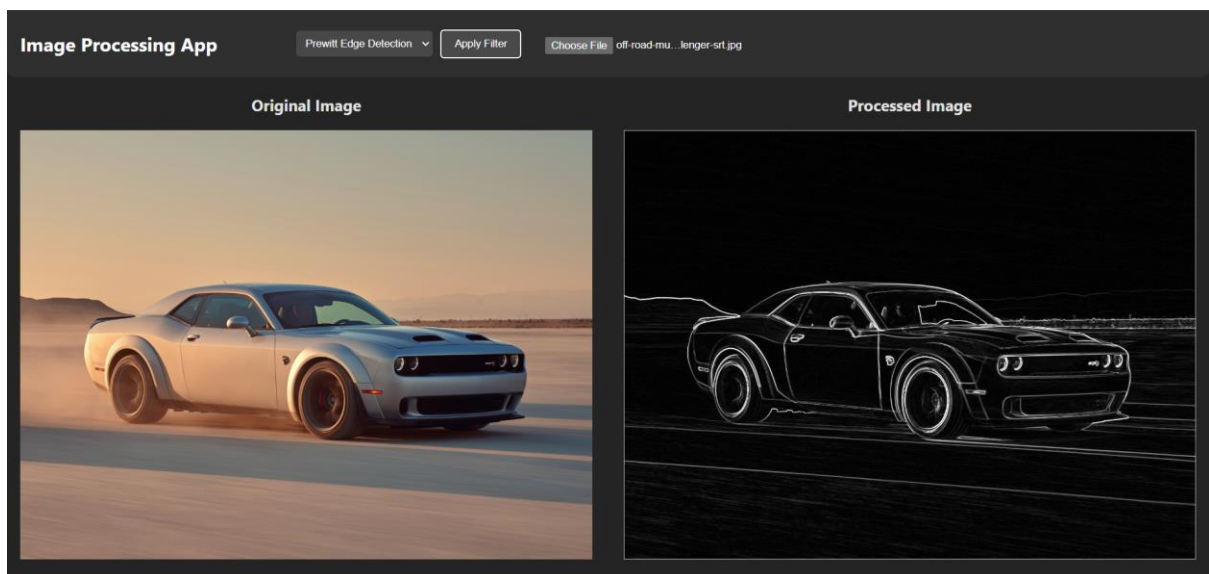 Image Processing App
Prewitt Edge Detection
Apply Filter
Choose File off-road-mu...lenger-srt.jpg
Original Image
Processed Image